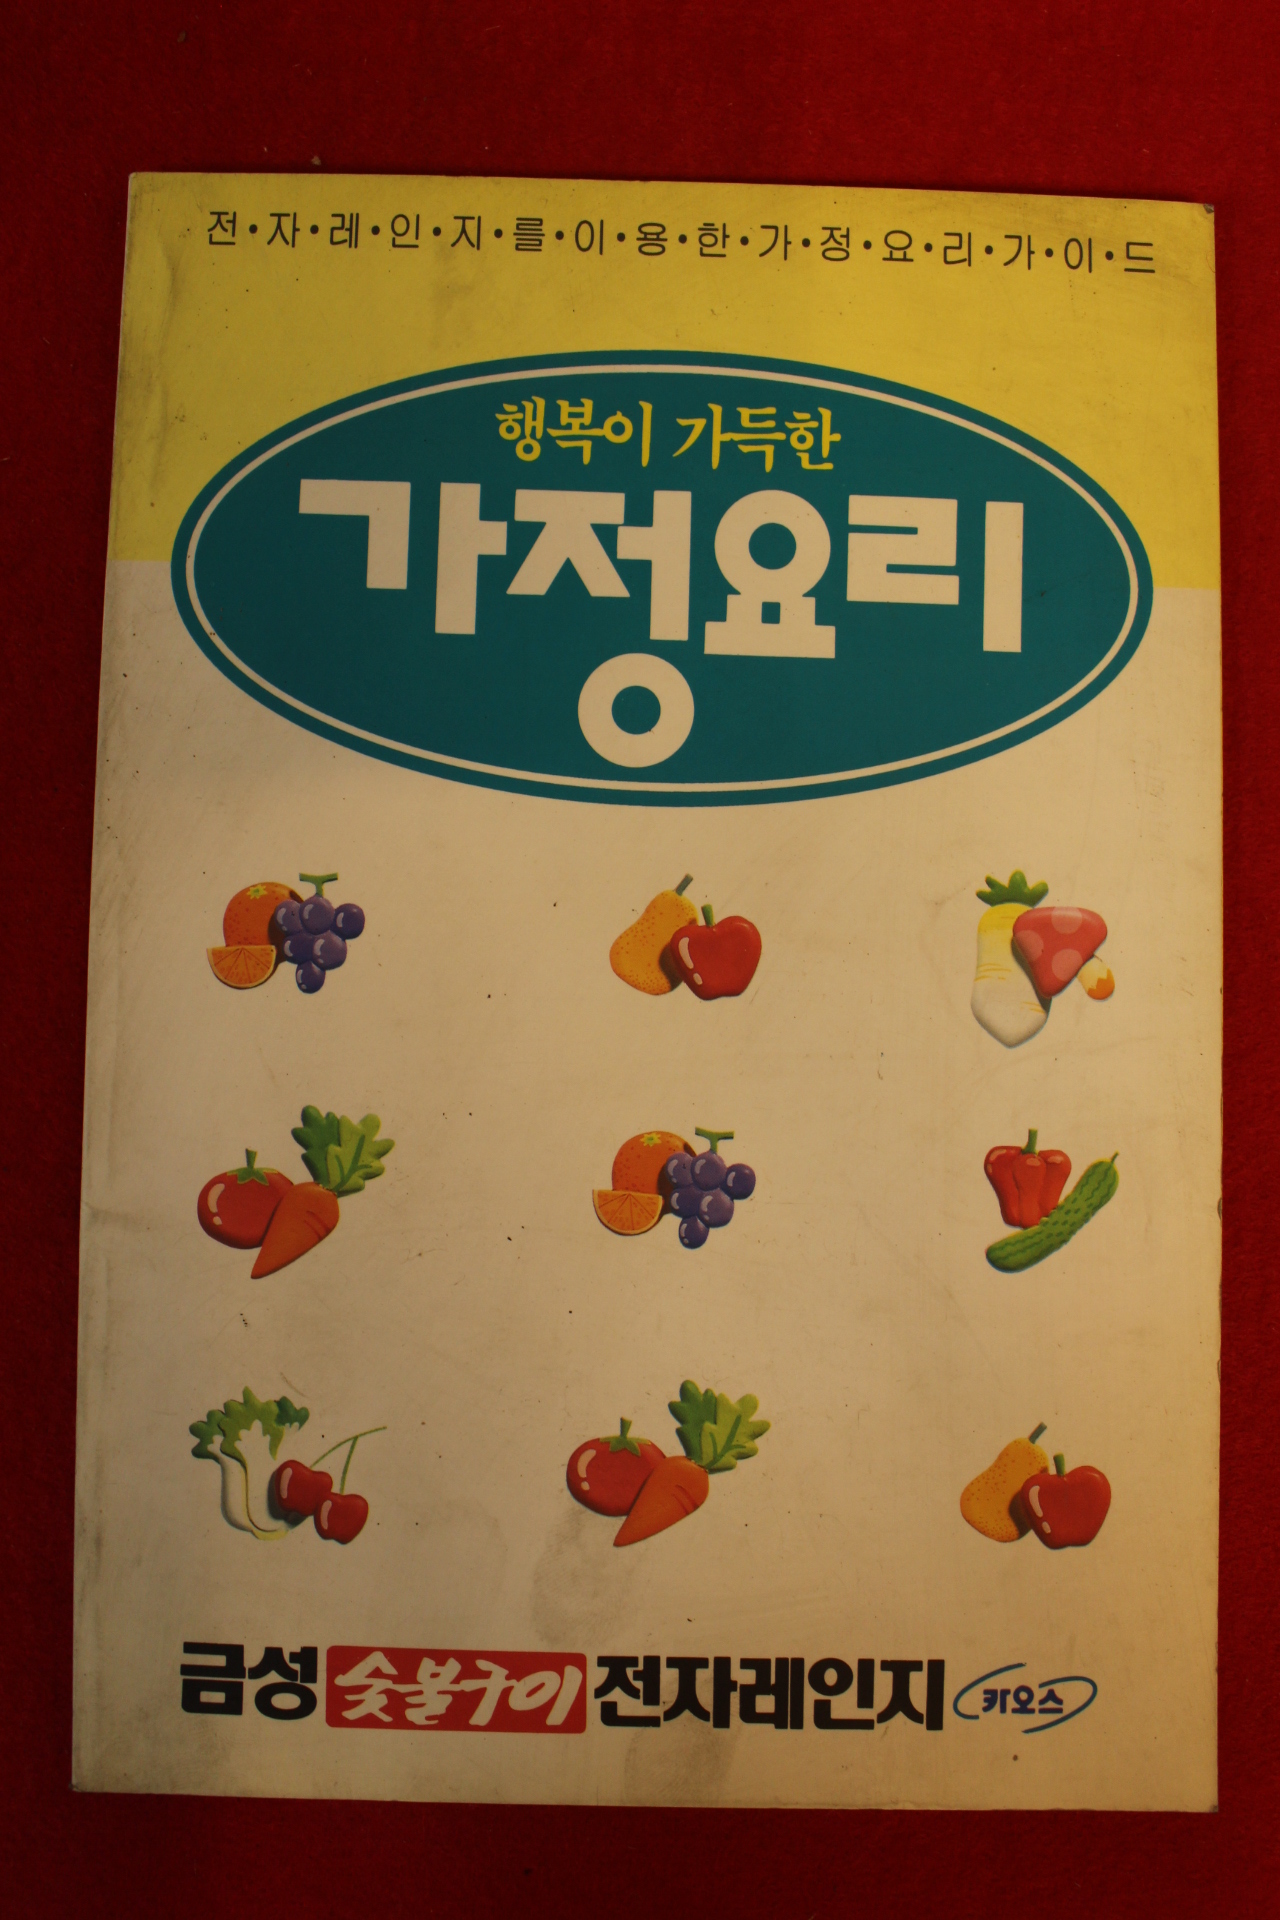 전·자·레·인·지·를·이·용·한·가·정·요·리·가·이·드
행복이 가득한
가정요리
금성 숯불구이 전자레인지 카오스